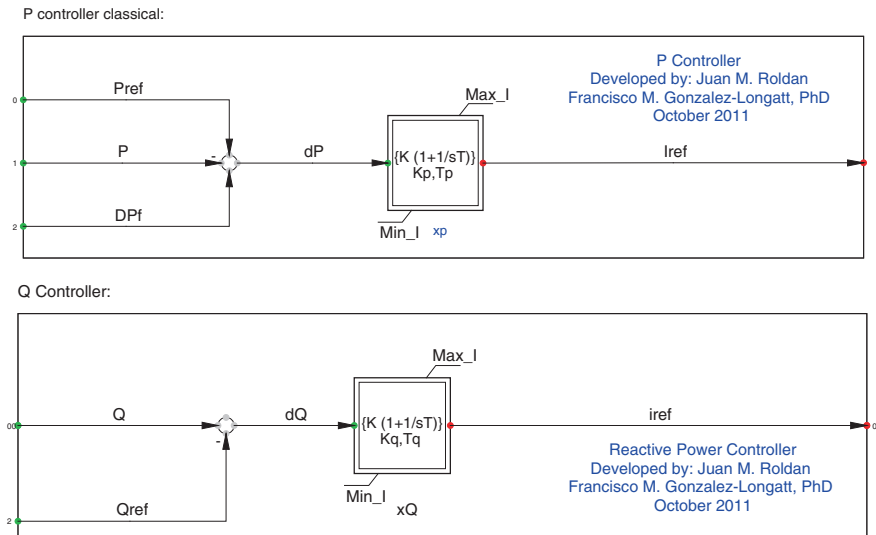 P controller classical:
P Controller
Developed by: Juan M. Roldan
Francisco M. Gonzalez-Longatt, PhD
October 2011
Pref
Max_I
0
-
P
dP
{K (1+1/sT)}
Kp,Tp
Iref
1
DPf
Min_I
xp
2
Q Controller:
Max_I
Q
dQ
{K (1+1/sT)}
Kq,Tq
iref
00
0
-
Reactive Power Controller
Developed by: Juan M. Roldan
Francisco M. Gonzalez-Longatt, PhD
October 2011
Min_I
xQ
Qref
2